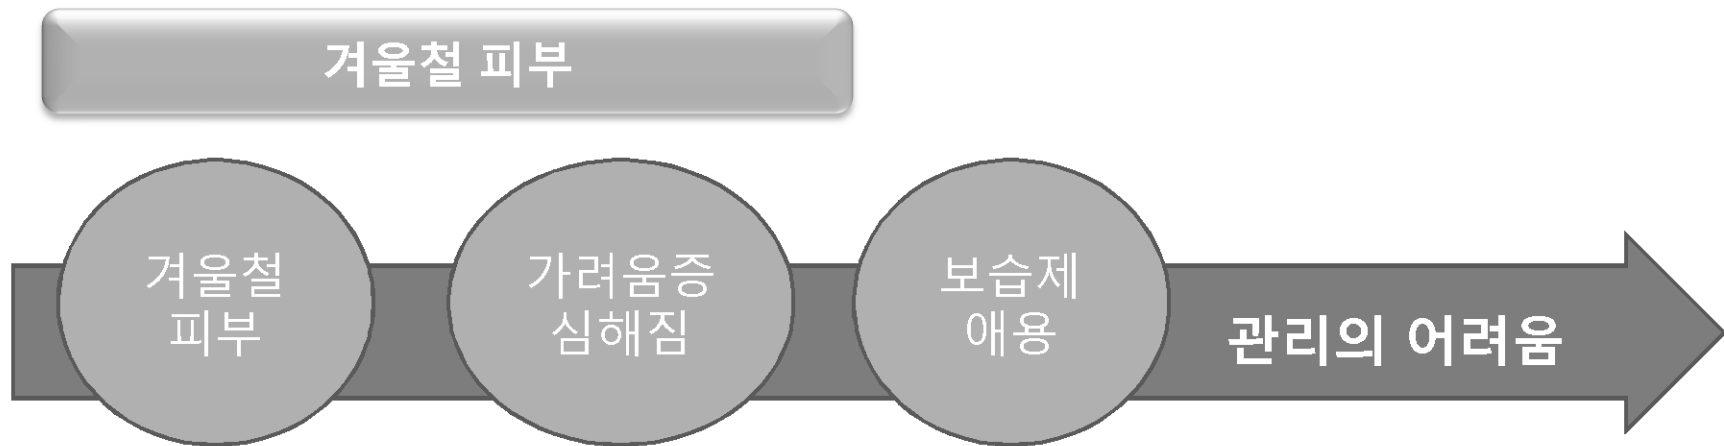 겨울철 피부
겨울철
피부
가려움증
심해짐
보습제
애용
관리의 어려움